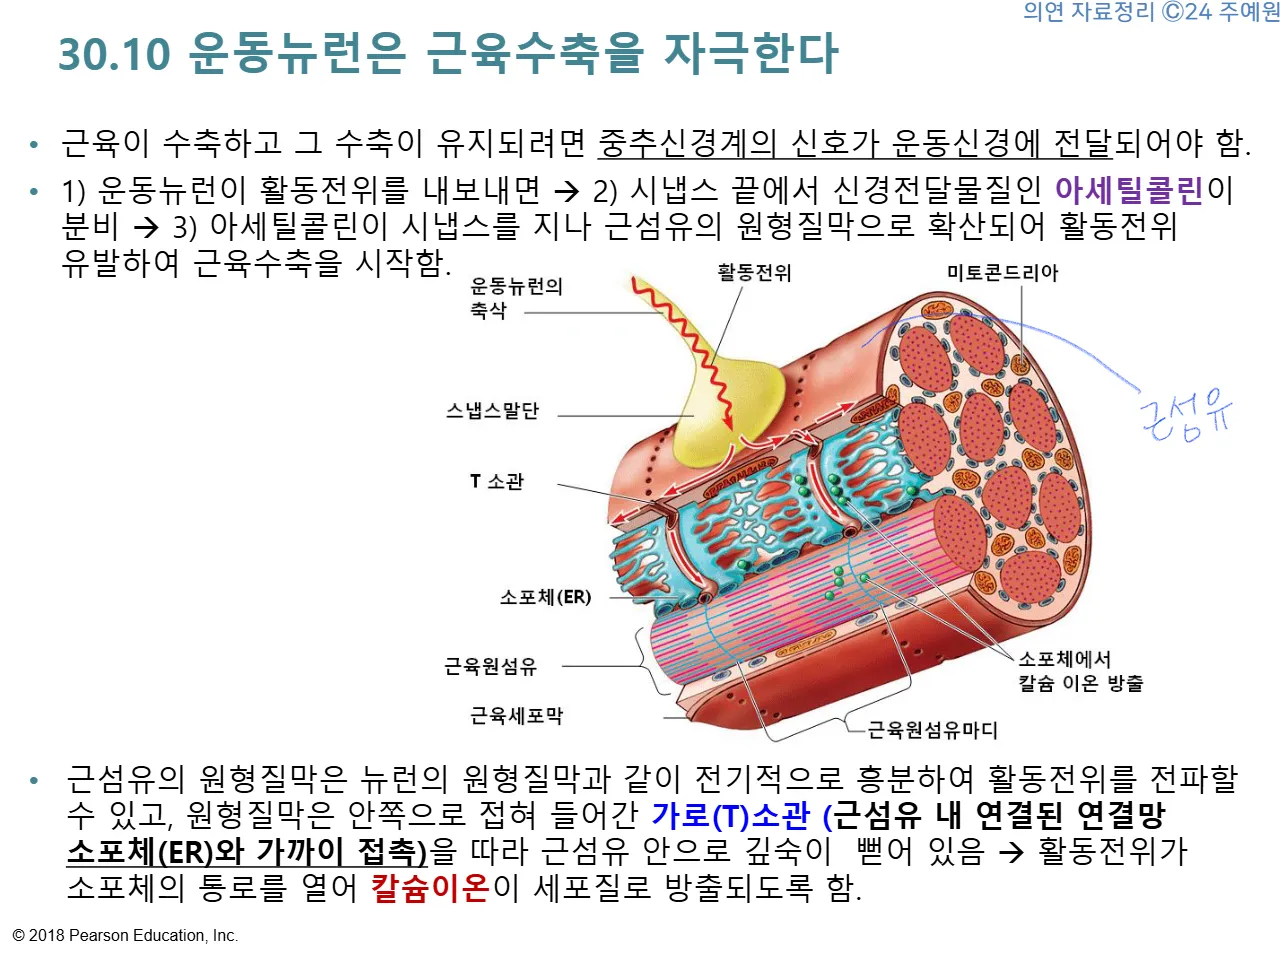 의연 자료정리 Ⓒ24 주예원
30.10 운동뉴런은 근육수축을 자극한다
• 근육이 수축하고 그 수축이 유지되려면 중추신경계의 신호가 운동신경에 전달되어야 함.
• 1) 운동뉴런이 활동전위를 내보내면 → 2) 시냅스 끝에서 신경전달물질인 아세틸콜린이
분비 → 3) 아세틸콜린이 시냅스를 지나 근섬유의 원형질막으로 확산되어 활동전위
유발하여 근육수축을 시작함.
운동뉴런의
축삭
활동전위
미토콘드리아
근섬유
스냅스말단
T 소관
소포체(ER)
근육원섬유
소포체에서
칼슘 이온 방출
근육세포막
근육원섬유마디
• 근섬유의 원형질막은 뉴런의 원형질막과 같이 전기적으로 흥분하여 활동전위를 전파할
수 있고, 원형질막은 안쪽으로 접혀 들어간 가로(T)소관 (근섬유 내 연결된 연결망
소포체(ER)와 가까이 접촉)을 따라 근섬유 안으로 깊숙이 뻗어 있음 → 활동전위가
소포체의 통로를 열어 칼슘이온이 세포질로 방출되도록 함.
© 2018 Pearson Education, Inc.